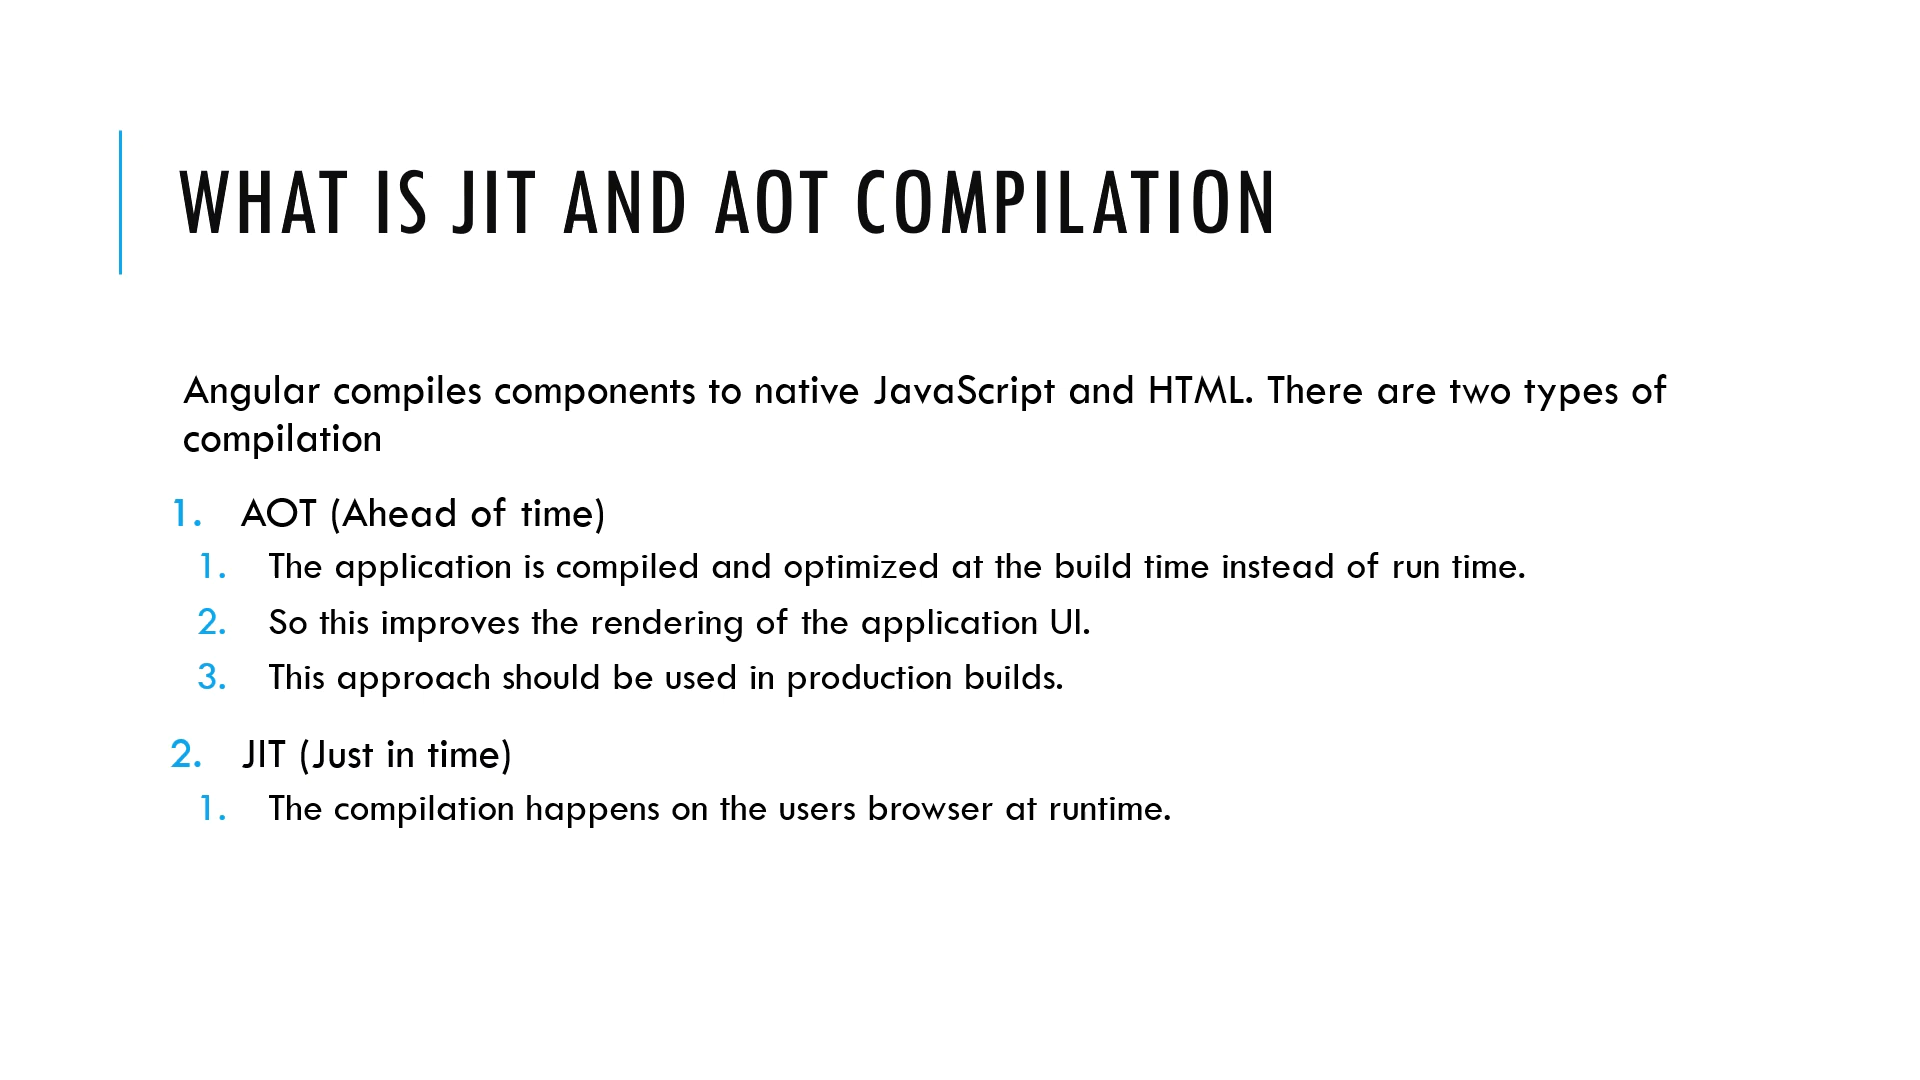 WHAT IS JIT AND AOT COMPILATION
Angular compiles components to native JavaScript and HTML. There are two types of
compilation
1. AOT (Ahead of time)
1. The application is compiled and optimized at the build time instead of run time.
2. So this improves the rendering of the application UI.
3. This approach should be used in production builds.
2. JIT (Just in time)
1. The compilation happens on the users browser at runtime.